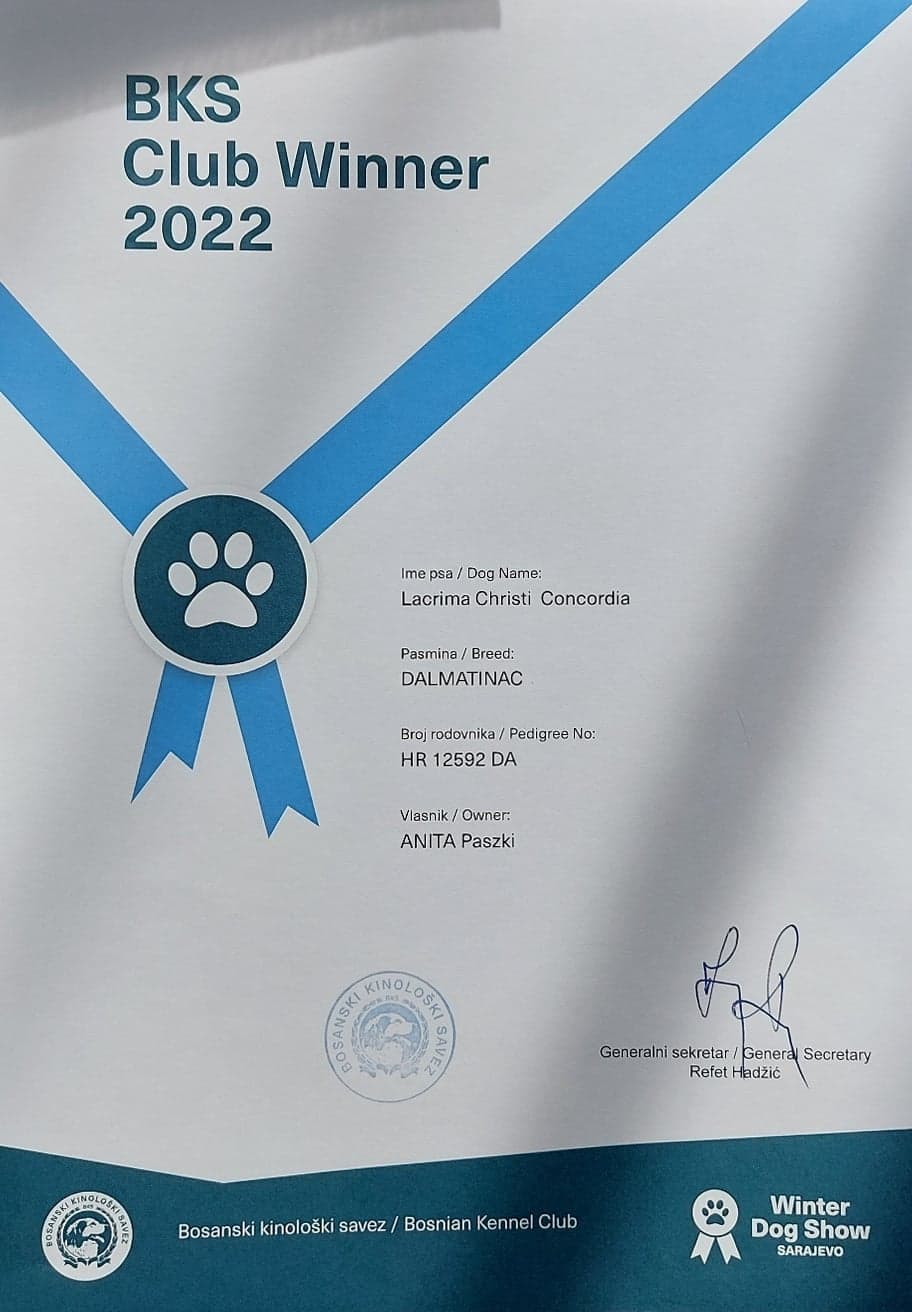 BKS
Club Winner
2022
Ime psa / Dog Name:
Lacrima Christi Concordia
Pasmina / Breed:
DALMATINAC
Broj rodovnika / Pedigree No:
HR 12592 DA
Vlasnik / Owner:
ANITA Paszki
BOSANSKI KINOLOŠKI SAVEZ
BKS
Generalni sekretar / General Secretary
Refet Hadžić
BOSANSKI KINOLOŠKI SAVEZ
BKS
Bosanski kinološki savez / Bosnian Kennel Club
Winter
Dog Show
SARAJEVO